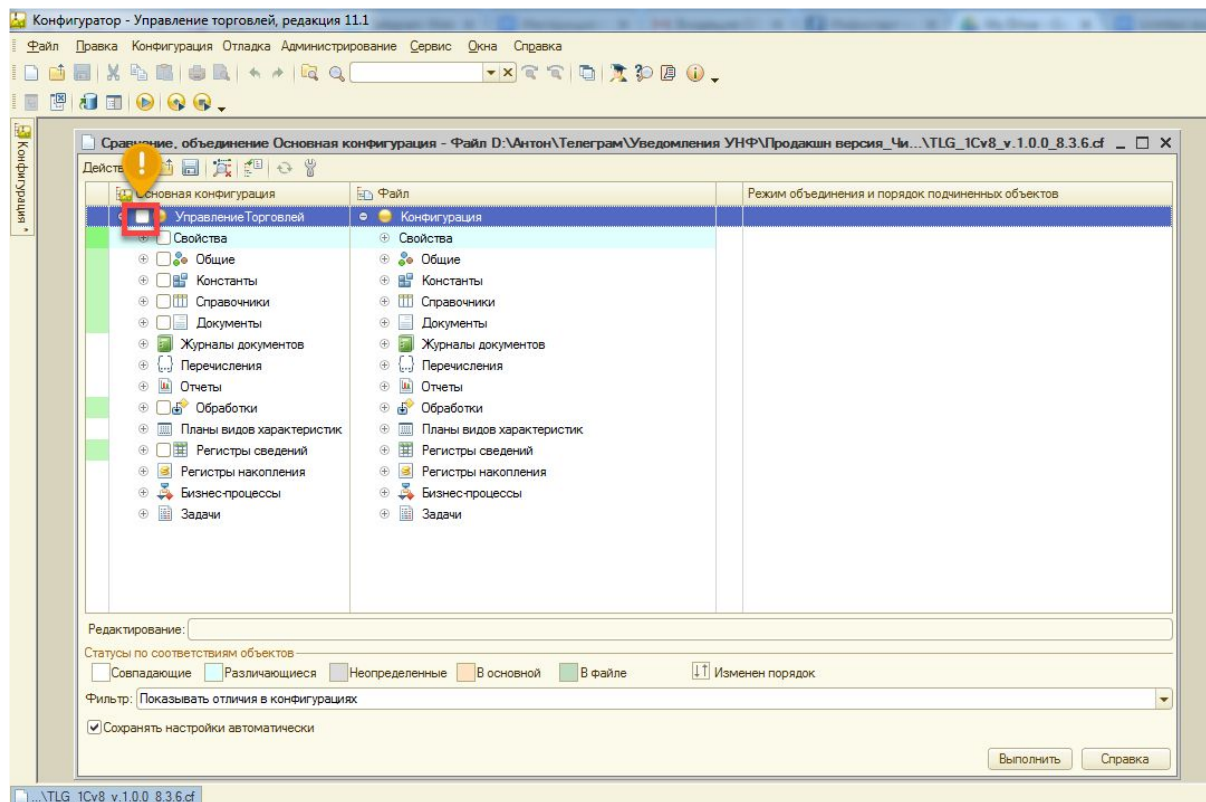 Конфигуратор - Управление торговлей, редакция 11.1
Файл Правка Конфигурация Отладка Администрирование Сервис Окна Справка
Конфигурация
Сравнение, объединение Основная конфигурация - Файл D:\Антон\Телеграм\Уведомления УНФ\Продакшн версия_Чи...\TLG_1Cv8_v.1.0.0_8.3.6.cf
Дейст
Основная конфигурация Файл Режим объединения и порядок подчиненных объектов
УправлениеТорговлей Конфигурация
Свойства Свойства
Общие Общие
Константы Константы
Справочники Справочники
Документы Документы
Журналы документов Журналы документов
Перечисления Перечисления
Отчеты Отчеты
Обработки Обработки
Планы видов характеристик Планы видов характеристик
Регистры сведений Регистры сведений
Регистры накопления Регистры накопления
Бизнес-процессы Бизнес-процессы
Задачи Задачи
Редактирование:
Статусы по соответствиям объектов
Совпадающие Различающиеся Неопределенные В основной В файле Изменен порядок
Фильтр: Показывать отличия в конфигурациях
Сохранять настройки автоматически
Выполнить Справка
...\TLG_1Cv8_v.1.0.0_8.3.6.cf